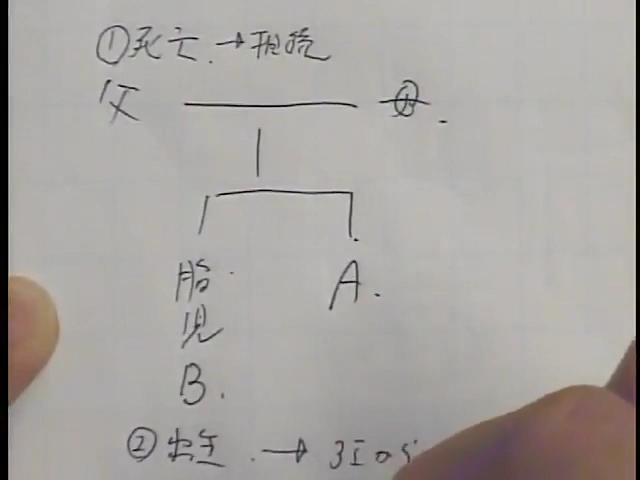 ①死亡.→相続
父 母.
胎 A.
児
B.
②出生.→